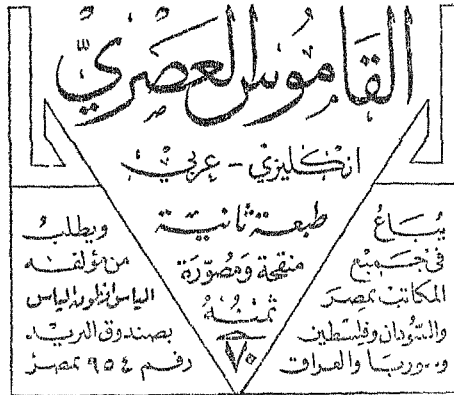 القاموس العصري
انكليزي - عربي
طبعة ثانية
منقحة ومصورة
ثمنه
٧٠
يباع
في جميع
المكاتب بمصر
والسودان وفلسطين
وسوريا والعراق
ويطلب
من مؤلفه
الياس انطون الياس
بصندوق البريد
رقم ٩٥٤ بمصر